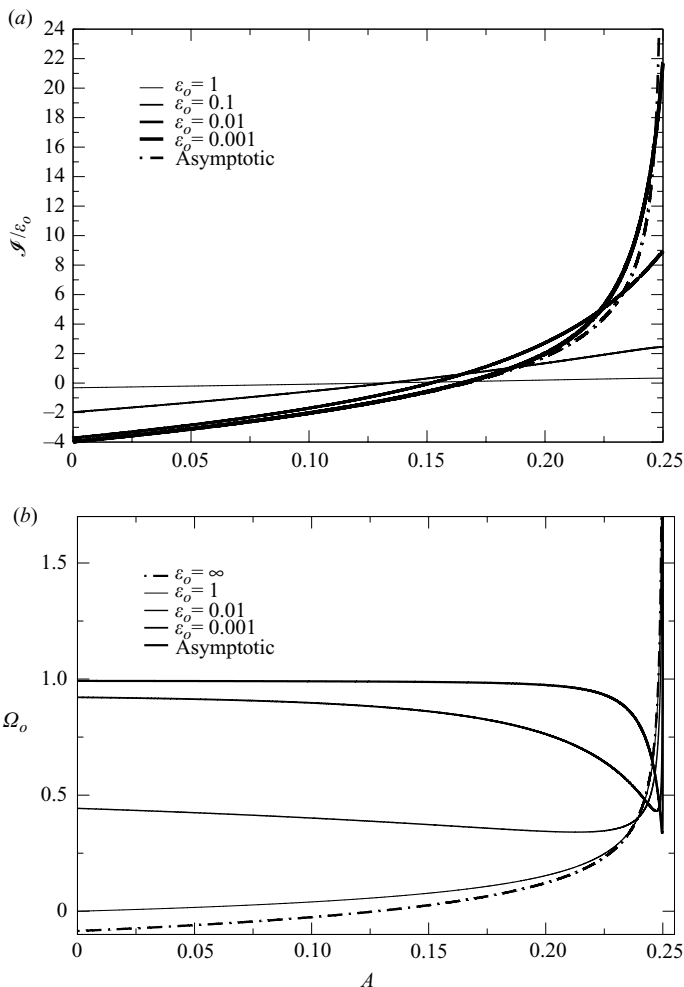 (a)
24
22
20
18
16
14
12
10
8
6
4
2
0
–2
–4
ℐ/εₒ
εₒ = 1
εₒ = 0.1
εₒ = 0.01
εₒ = 0.001
Asymptotic
0 0.05 0.10 0.15 0.20 0.25
(b)
1.5
1.0
Ωₒ
0.5
0
εₒ = ∞
εₒ = 1
εₒ = 0.01
εₒ = 0.001
Asymptotic
0 0.05 0.10 0.15 0.20 0.25
A